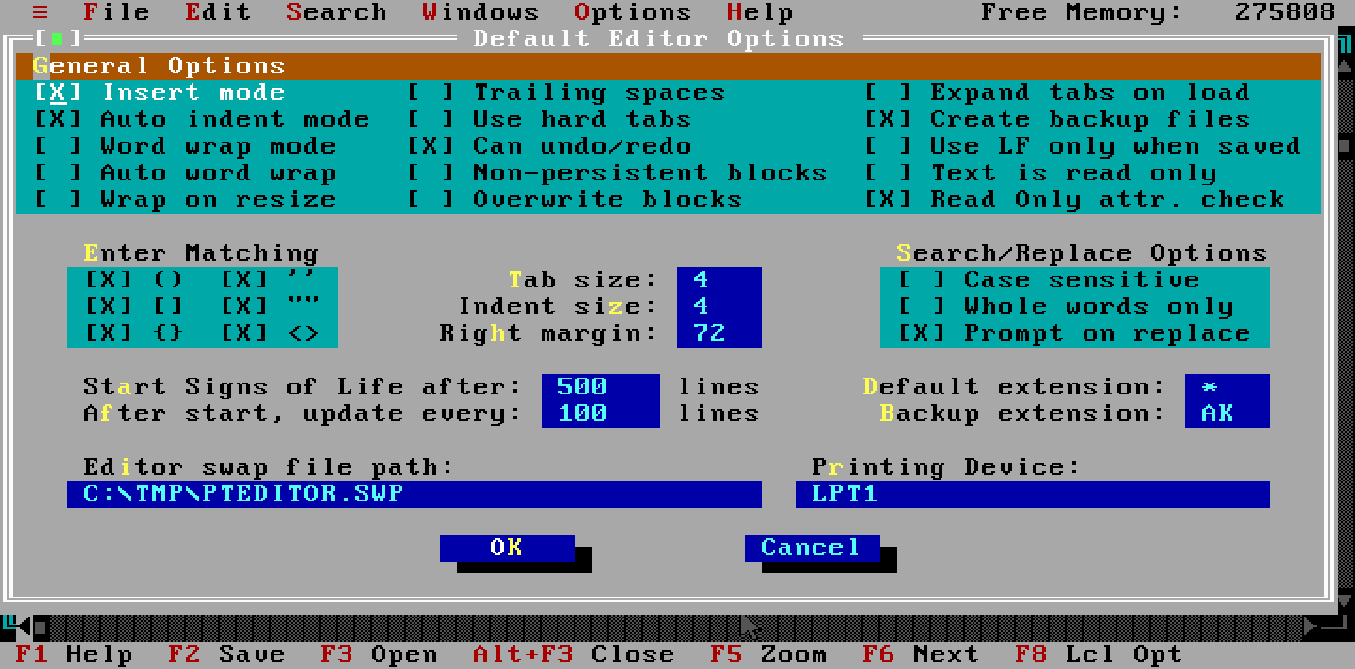 ≡ File Edit Search Windows Options Help Free Memory: 275808
[■] Default Editor Options
General Options
[X] Insert mode [ ] Trailing spaces [ ] Expand tabs on load
[X] Auto indent mode [ ] Use hard tabs [X] Create backup files
[ ] Word wrap mode [X] Can undo/redo [ ] Use LF only when saved
[ ] Auto word wrap [ ] Non-persistent blocks [ ] Text is read only
[ ] Wrap on resize [ ] Overwrite blocks [X] Read Only attr. check
Enter Matching Search/Replace Options
[X] () [X] '' Tab size: 4 [ ] Case sensitive
[X] [] [X] "" Indent size: 4 [ ] Whole words only
[X] {} [X] <> Right margin: 72 [X] Prompt on replace
Start Signs of Life after: 500 lines Default extension: *
After start, update every: 100 lines Backup extension: AK
Editor swap file path: Printing Device:
C:\TMP\PTEDITOR.SWP LPT1
OK Cancel
F1 Help F2 Save F3 Open Alt+F3 Close F5 Zoom F6 Next F8 Lcl Opt